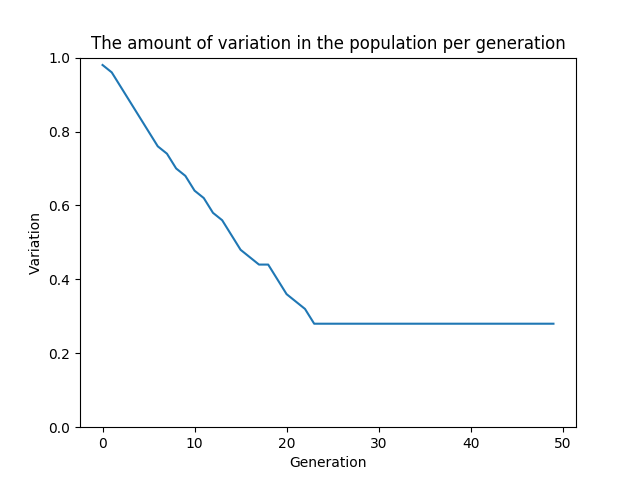 The amount of variation in the population per generation
1.0
0.8
0.6
0.4
0.2
0.0
Variation
0 10 20 30 40 50
Generation